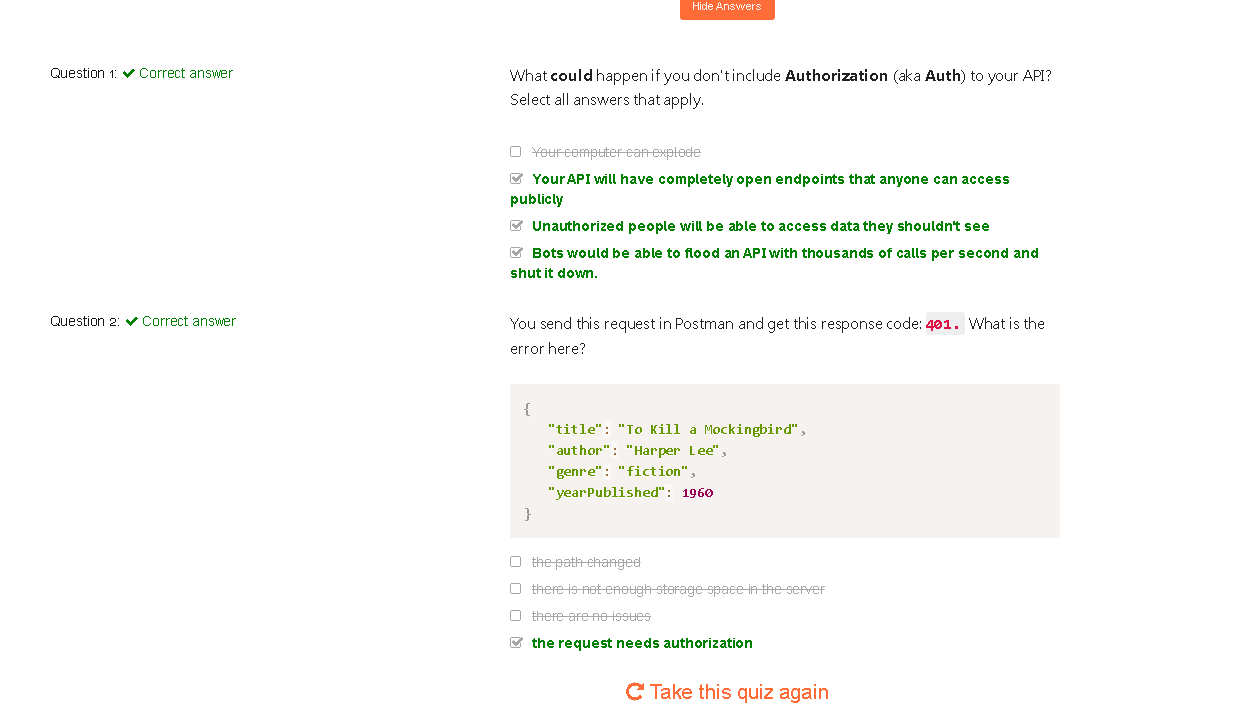 Hide Answers
Question 1: Correct answer
What could happen if you don't include Authorization (aka Auth) to your API?
Select all answers that apply.
Your computer can explode
Your API will have completely open endpoints that anyone can access
publicly
Unauthorized people will be able to access data they shouldn't see
Bots would be able to flood an API with thousands of calls per second and
shut it down.
Question 2: Correct answer
You send this request in Postman and get this response code: 401. What is the
error here?
{
"title": "To Kill a Mockingbird",
"author": "Harper Lee",
"genre": "fiction",
"yearPublished": 1960
}
the path changed
there is not enough storage space in the server
there are no issues
the request needs authorization
Take this quiz again